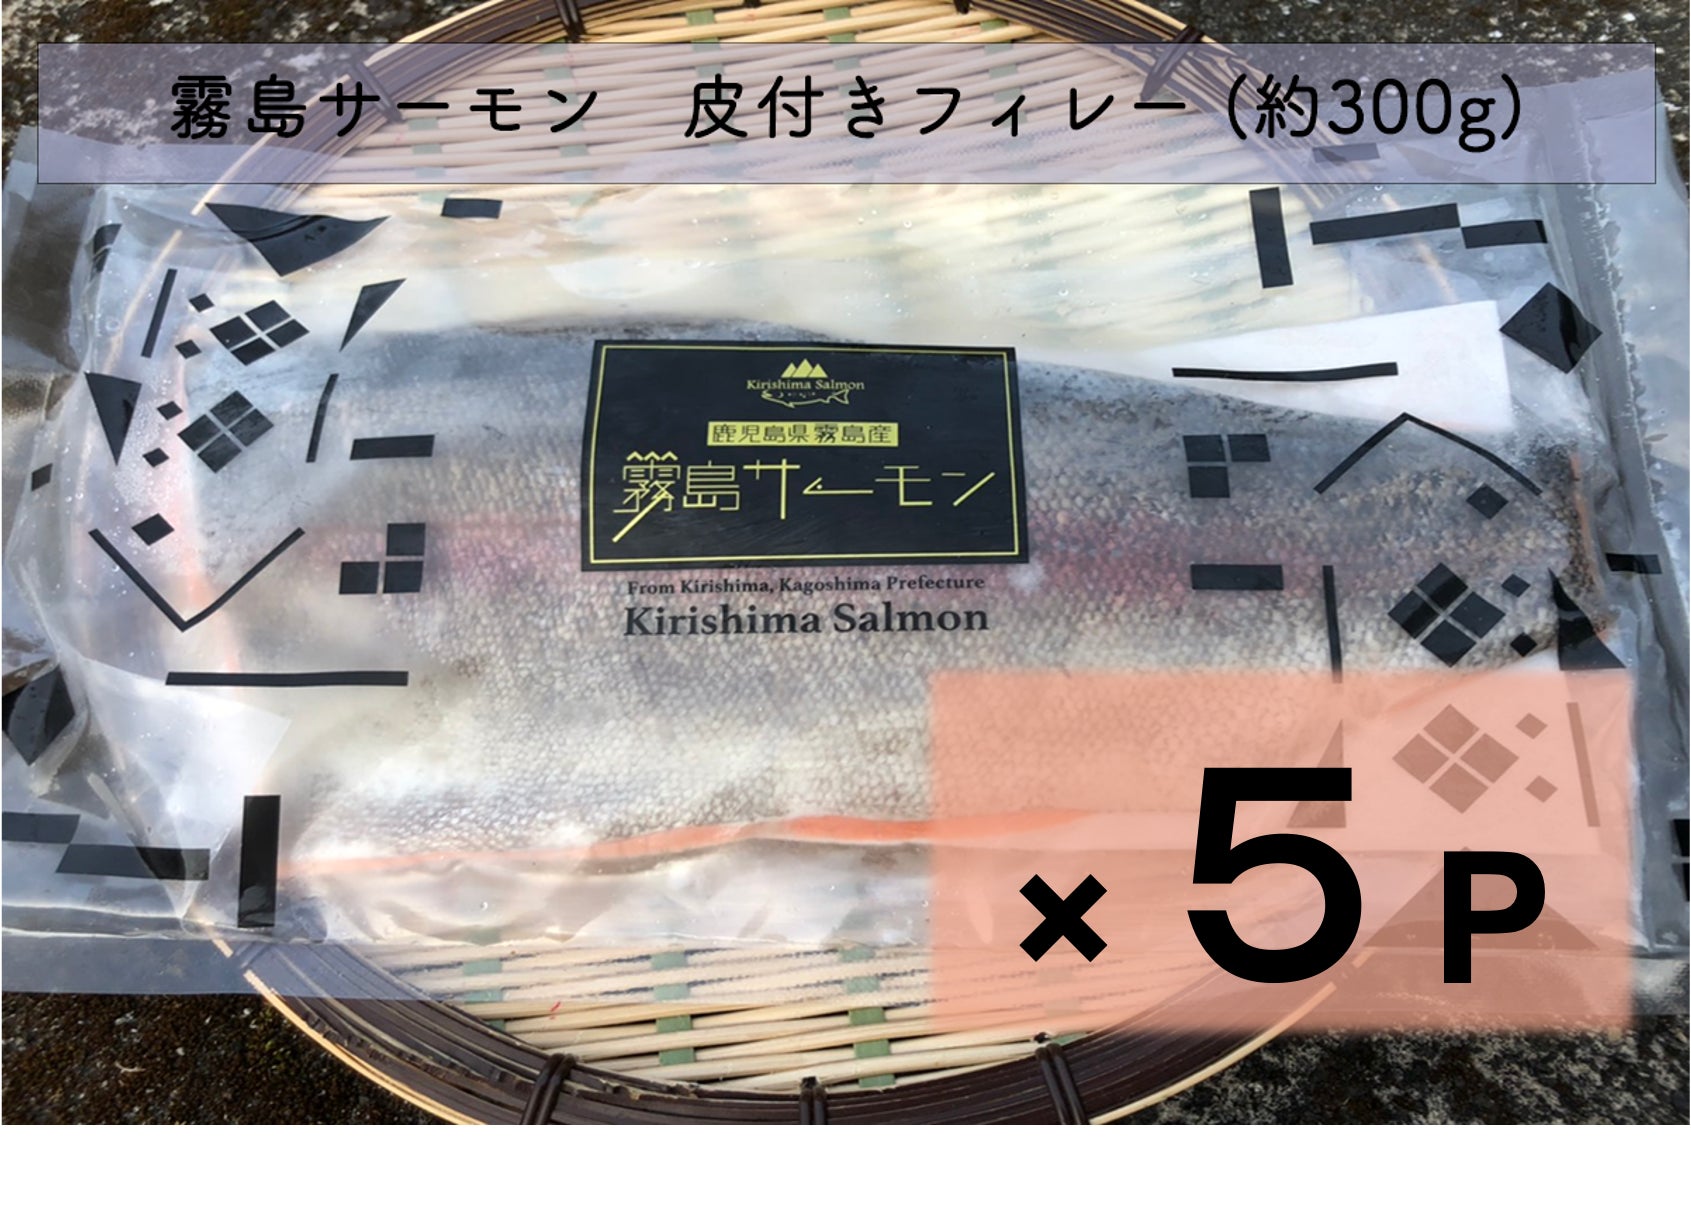 霧島サーモン　皮付きフィレー（約300g）
Kirishima Salmon
鹿児島県霧島産
霧島サーモン
From Kirishima, Kagoshima Prefecture
Kirishima Salmon
×５P